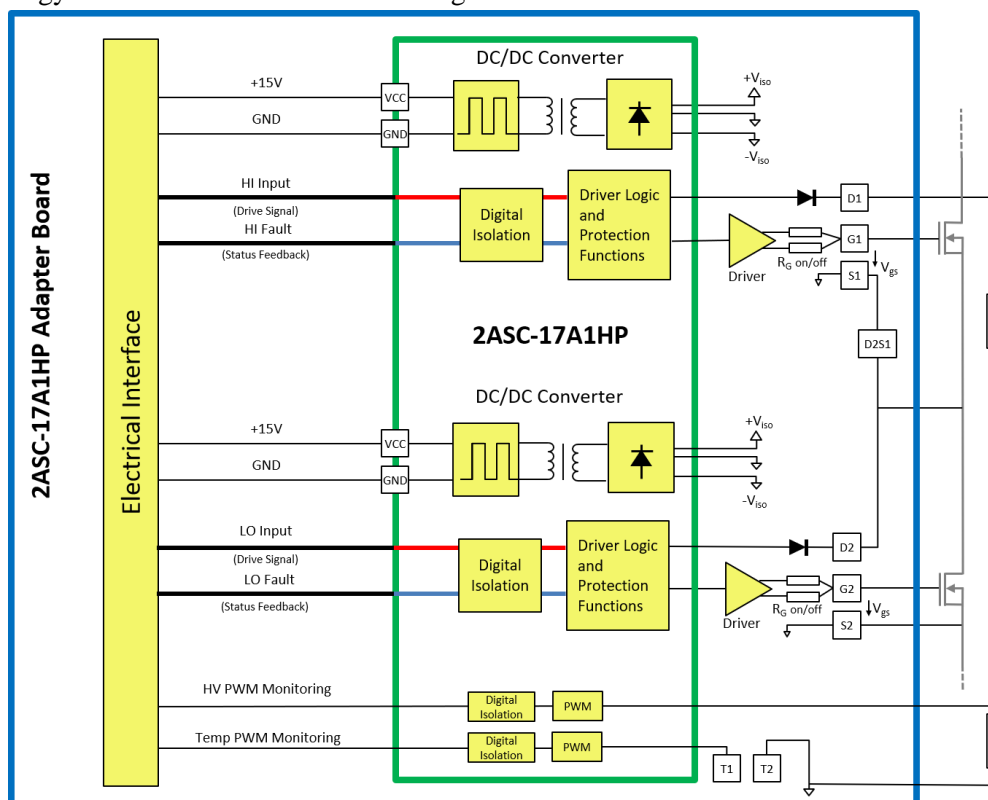 2ASC-17A1HP Adapter Board
Electrical Interface
DC/DC Converter
+15V
VCC
GND
GND
+Viso
-Viso
HI Input
(Drive Signal)
HI Fault
(Status Feedback)
Digital
Isolation
Driver Logic
and
Protection
Functions
Driver
RG on/off
D1
G1
Vgs
S1
D2S1
2ASC-17A1HP
DC/DC Converter
+15V
VCC
GND
GND
+Viso
-Viso
LO Input
(Drive Signal)
LO Fault
(Status Feedback)
Digital
Isolation
Driver Logic
and
Protection
Functions
Driver
RG on/off
D2
G2
Vgs
S2
HV PWM Monitoring
Digital
Isolation
PWM
Temp PWM Monitoring
Digital
Isolation
PWM
T1
T2